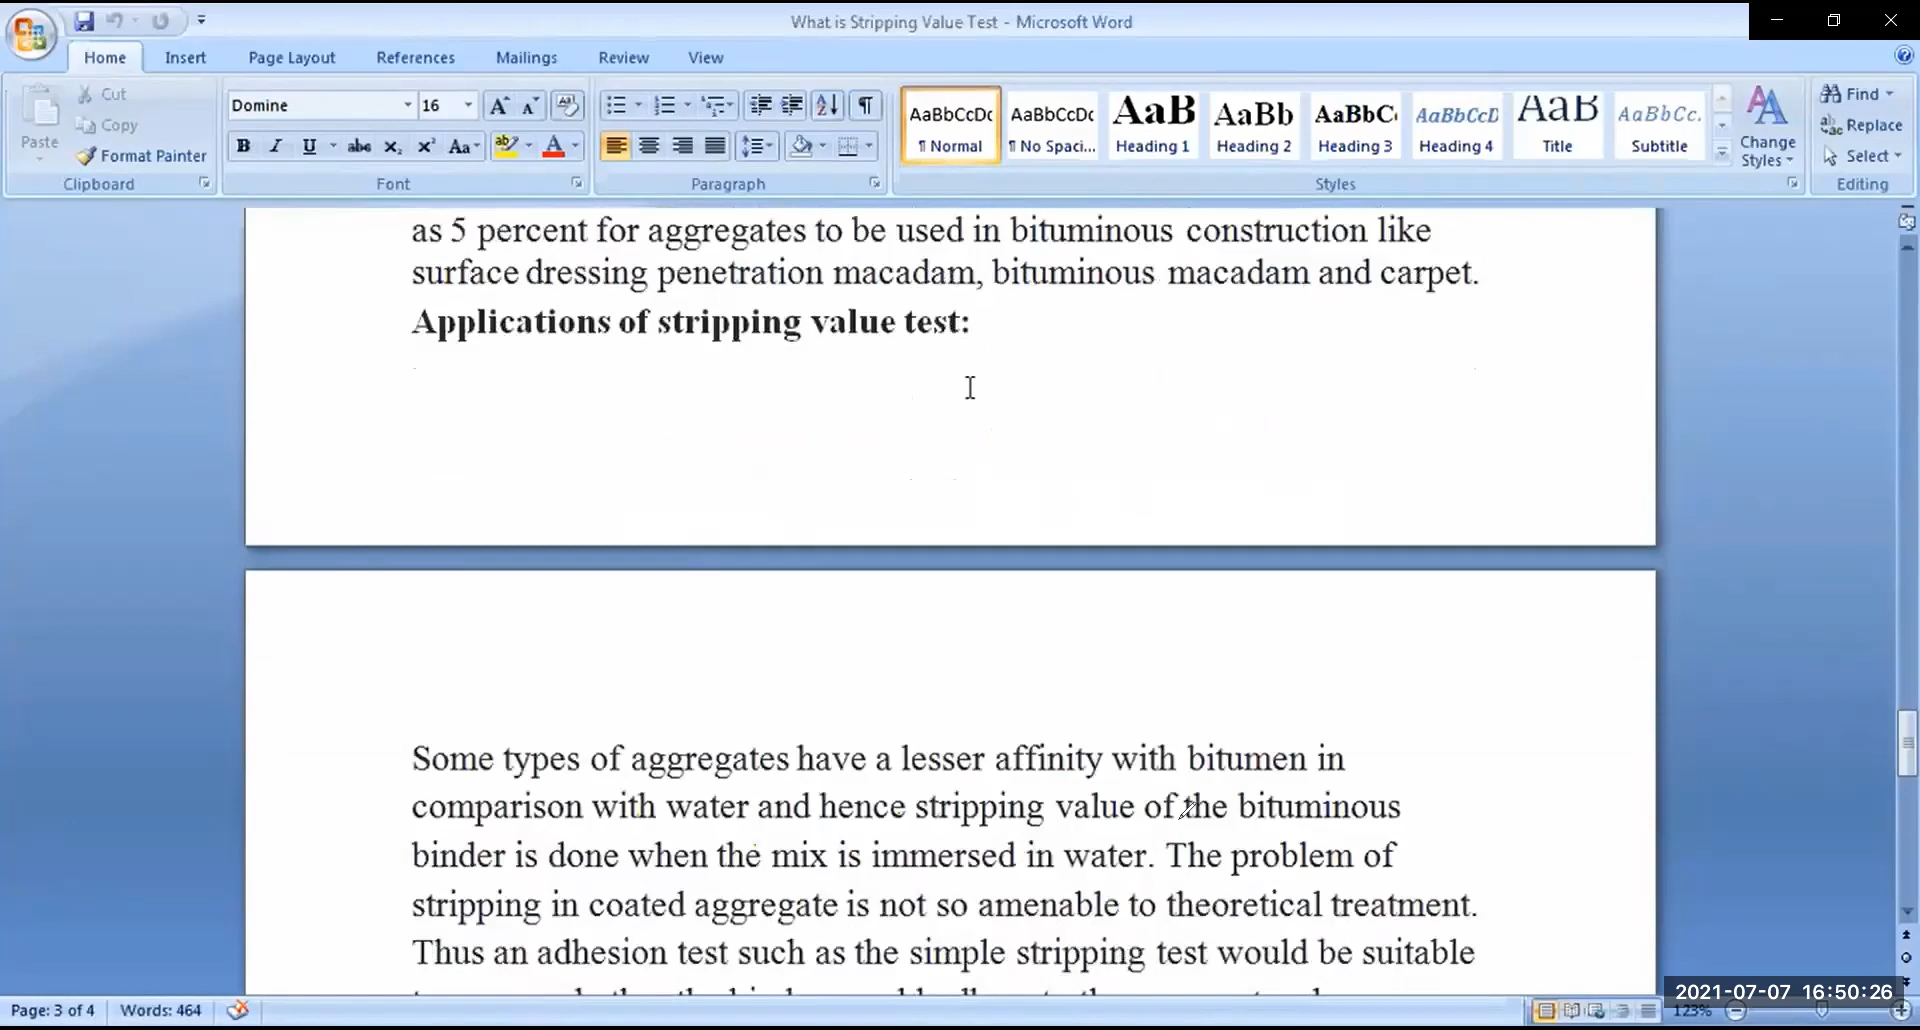 What is Stripping Value Test - Microsoft Word
Home Insert Page Layout References Mailings Review View
Paste
Cut
Copy
Format Painter
Clipboard
Domine 16
Font
Paragraph
AaBbCcDc AaBbCcDc AaB AaBb AaBbC AaBbCcD AaB AaBbCc.
¶ Normal ¶ No Spaci... Heading 1 Heading 2 Heading 3 Heading 4 Title Subtitle
Change
Styles
Styles
Find
Replace
Select
Editing
as 5 percent for aggregates to be used in bituminous construction like
surface dressing penetration macadam, bituminous macadam and carpet.
Applications of stripping value test:
Some types of aggregates have a lesser affinity with bitumen in
comparison with water and hence stripping value of the bituminous
binder is done when the mix is immersed in water. The problem of
stripping in coated aggregate is not so amenable to theoretical treatment.
Thus an adhesion test such as the simple stripping test would be suitable
2021-07-07 16:50:26
Page: 3 of 4 Words: 464 123%